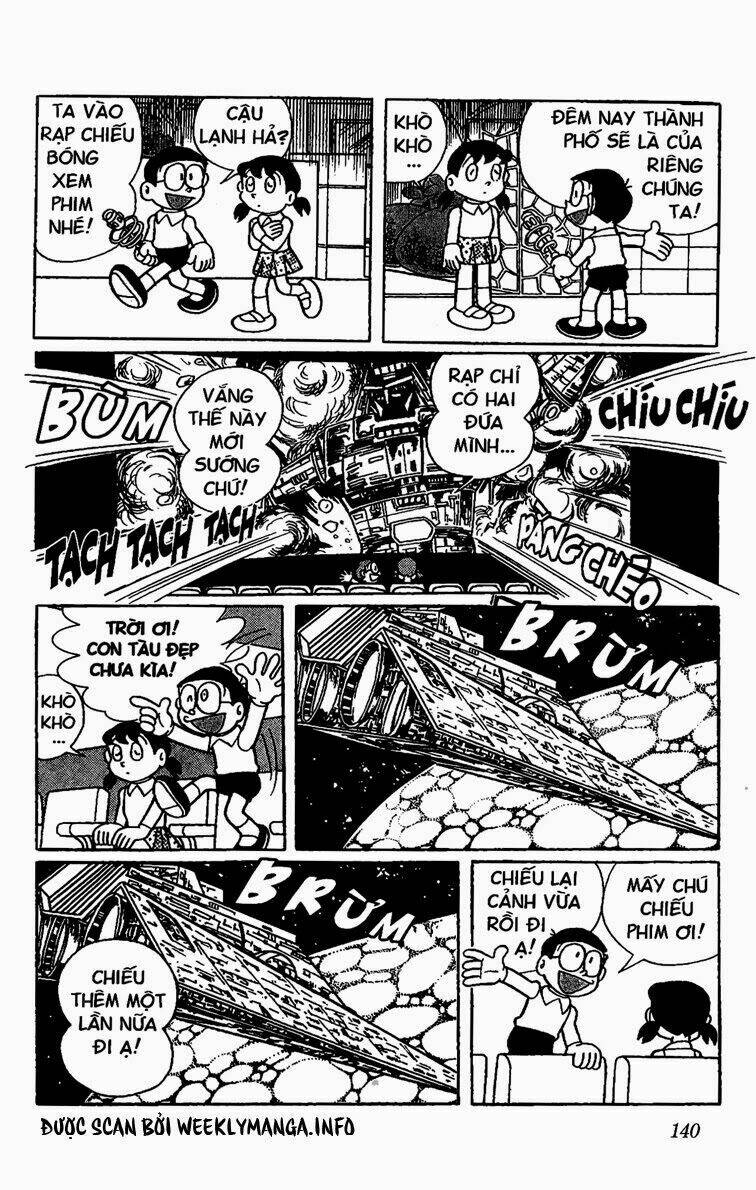 TA VÀO
RẠP CHIẾU
BÓNG
XEM
PHIM
NHÉ!
CẬU
LẠNH HẢ?
KHÒ
KHÒ
...
ĐÊM NAY THÀNH
PHỐ SẼ LÀ CỦA
RIÊNG
CHÚNG
TA!
BÙM
VẮNG
THẾ NÀY
MỚI
SƯỚNG
CHỨ!
RẠP CHỈ
CÓ HAI
ĐỨA
MÌNH...
CHÍU CHÍU
TẠCH TẠCH TẠCH
PÀNG CHÉO
TRỜI ƠI!
CON TÀU ĐẸP
CHƯA KÌA!
KHÒ
KHÒ
...
BRỪM
BRỪM
CHIẾU
THÊM MỘT
LẦN NỮA
ĐI Ạ!
CHIẾU LẠI
CẢNH VỪA
RỒI ĐI
Ạ!
MẤY CHÚ
CHIẾU
PHIM ƠI!
ĐƯỢC SCAN BỞI WEEKLYMANGA.INFO
140